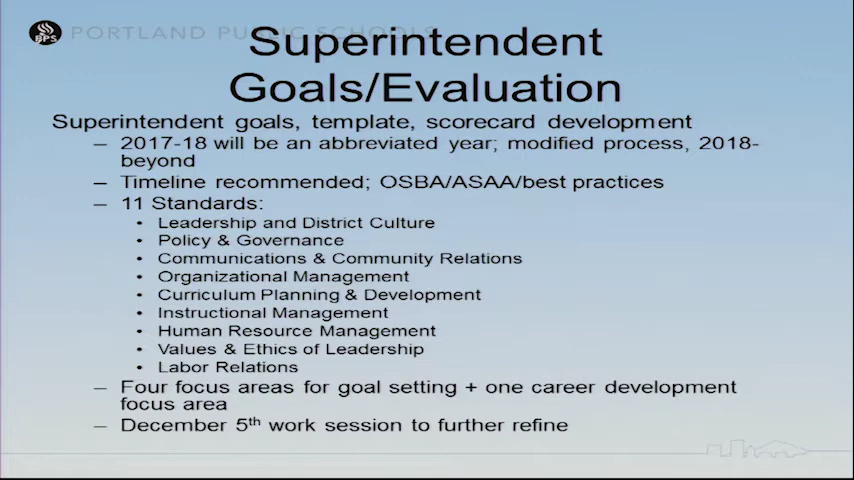 PPS PORTLAND PUBLIC SCHOOLS
Superintendent
Goals/Evaluation
Superintendent goals, template, scorecard development
– 2017-18 will be an abbreviated year; modified process, 2018-
beyond
– Timeline recommended; OSBA/ASAA/best practices
– 11 Standards:
• Leadership and District Culture
• Policy & Governance
• Communications & Community Relations
• Organizational Management
• Curriculum Planning & Development
• Instructional Management
• Human Resource Management
• Values & Ethics of Leadership
• Labor Relations
– Four focus areas for goal setting + one career development
focus area
– December 5th work session to further refine